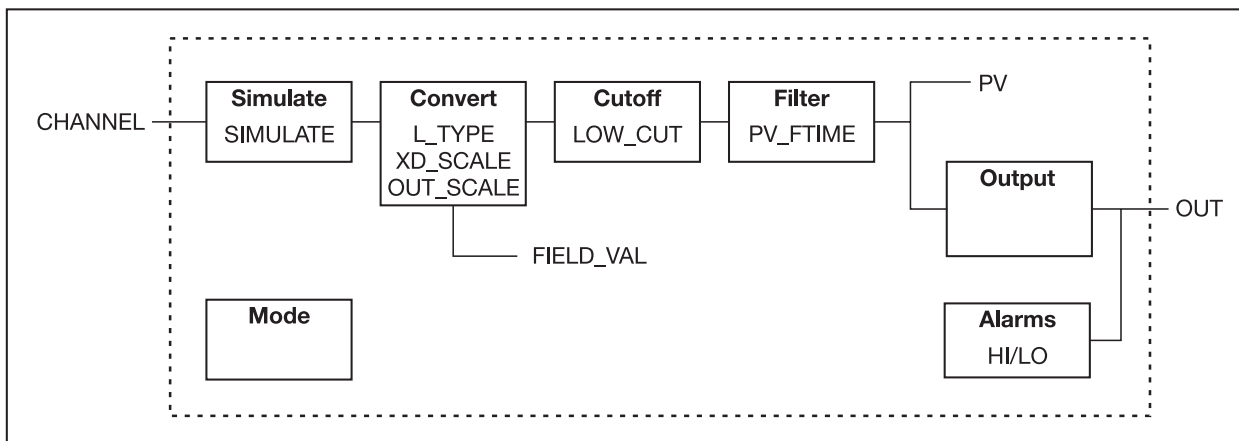 CHANNEL
Simulate
SIMULATE
Convert
L_TYPE
XD_SCALE
OUT_SCALE
Cutoff
LOW_CUT
Filter
PV_FTIME
PV
Output
OUT
FIELD_VAL
Mode
Alarms
HI/LO